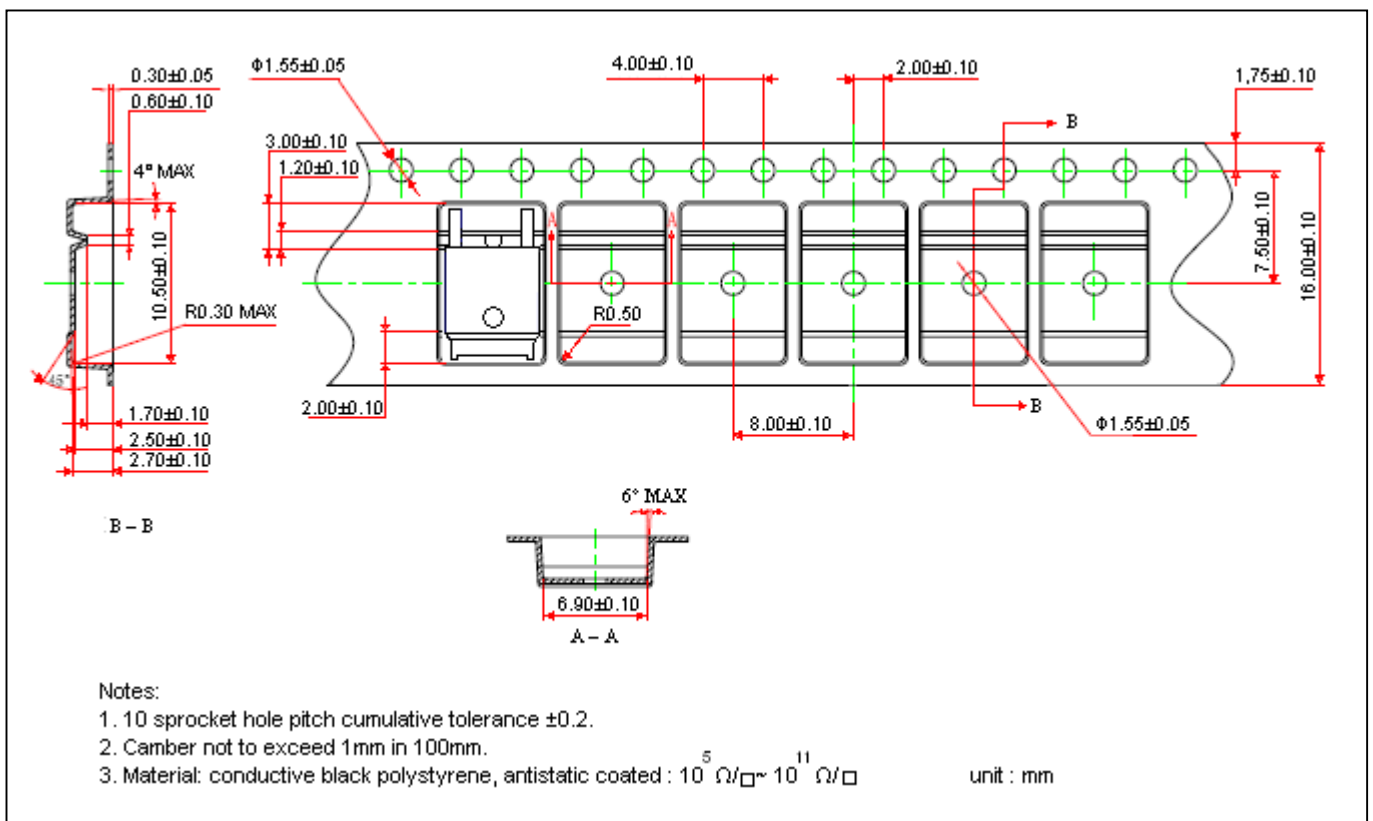 0.30±0.05
Φ1.55±0.05
4.00±0.10
2.00±0.10
1,75±0.10
0.60±0.10
B
3.00±0.10
1.20±0.10
4° MAX
A
A
10.50±0.10
7.50±0.10
16.00±0.10
R0.30 MAX
R0.50
45°
2.00±0.10
B
1.70±0.10
8.00±0.10
Φ1.55±0.05
2.50±0.10
2.70±0.10
6° MAX
B – B
6.90±0.10
A – A
Notes:
1. 10 sprocket hole pitch cumulative tolerance ±0.2.
2. Camber not to exceed 1mm in 100mm.
3. Material: conductive black polystyrene, antistatic coated : 10⁵ Ω/□~ 10¹¹ Ω/□ unit : mm